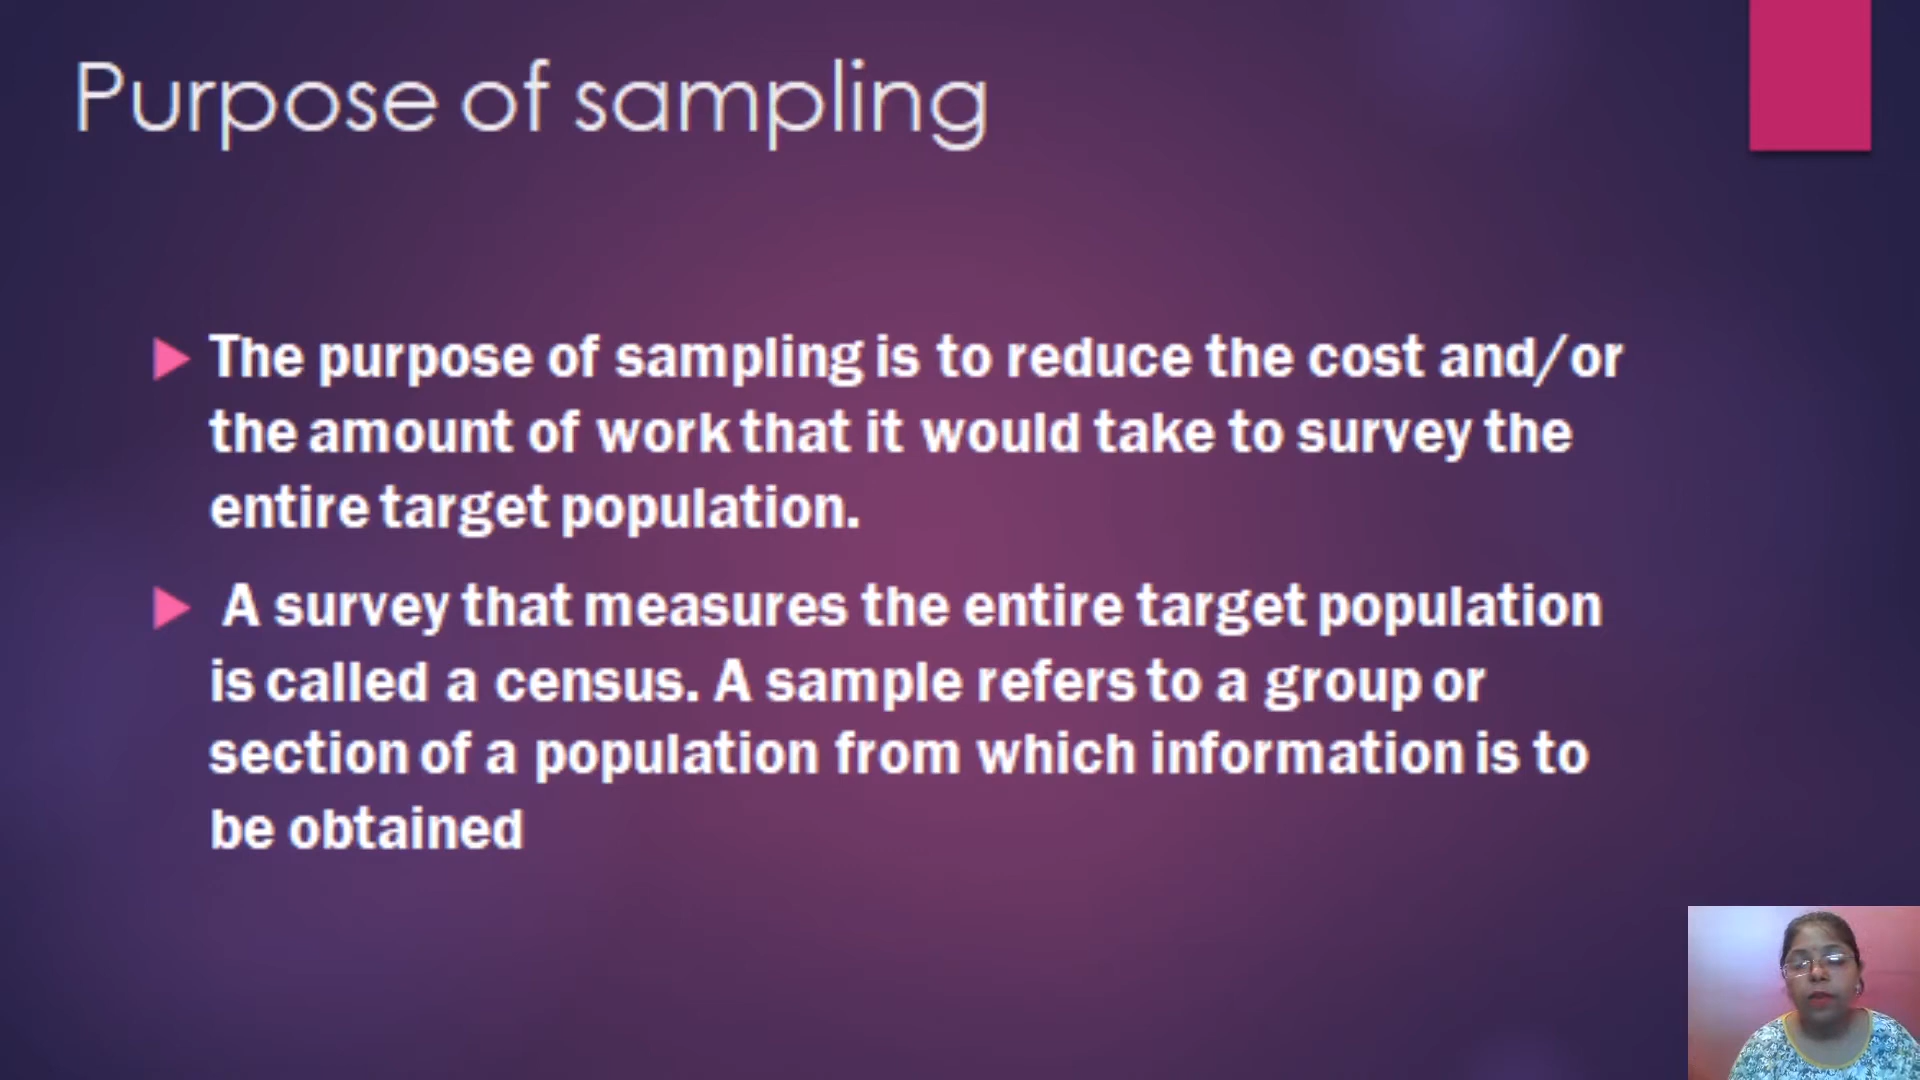 Purpose of sampling
The purpose of sampling is to reduce the cost and/or
the amount of work that it would take to survey the
entire target population.
A survey that measures the entire target population
is called a census. A sample refers to a group or
section of a population from which information is to
be obtained